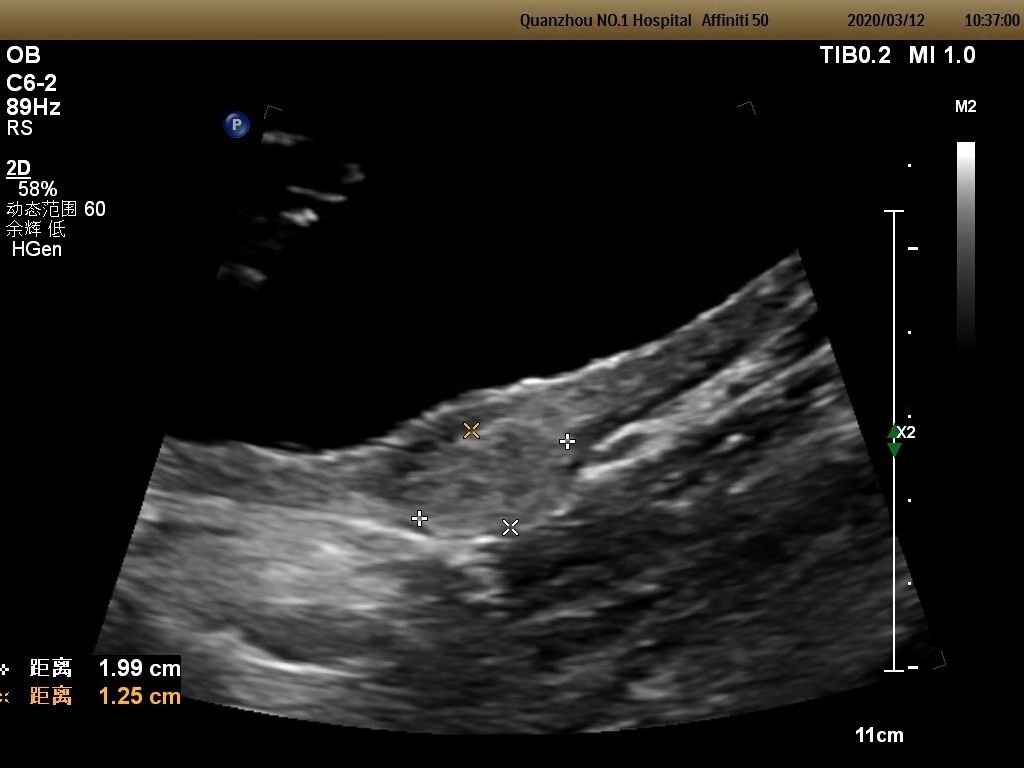 Quanzhou NO.1 Hospital Affiniti 50 2020/03/12 10:37:00
OB
TIB0.2 MI 1.0
C6-2
89Hz
RS
M2
P
2D
58%
动态范围 60
余辉 低
HGen
X2
距离 1.99 cm
距离 1.25 cm
11cm